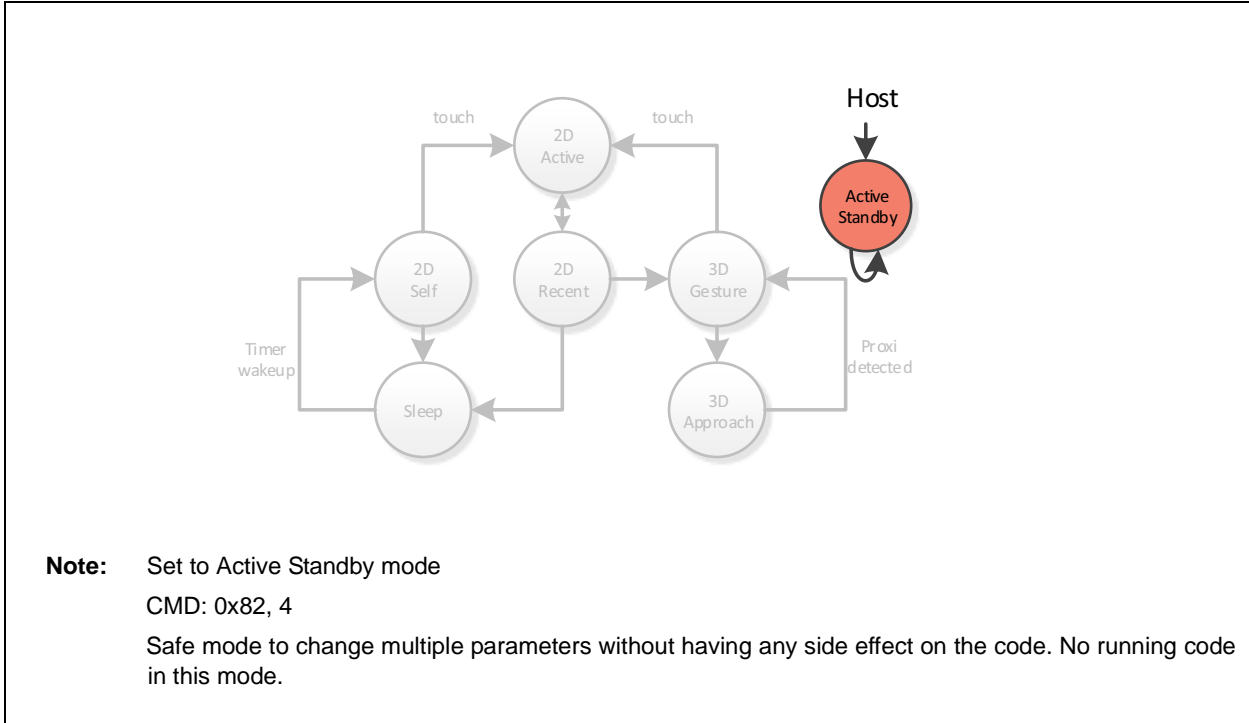 Host
touch
touch
2D
Active
Active
Standby
2D
Self
2D
Recent
3D
Gesture
Timer
wakeup
Proxi
detected
Sleep
3D
Approach
Note: Set to Active Standby mode
CMD: 0x82, 4
Safe mode to change multiple parameters without having any side effect on the code. No running code
in this mode.